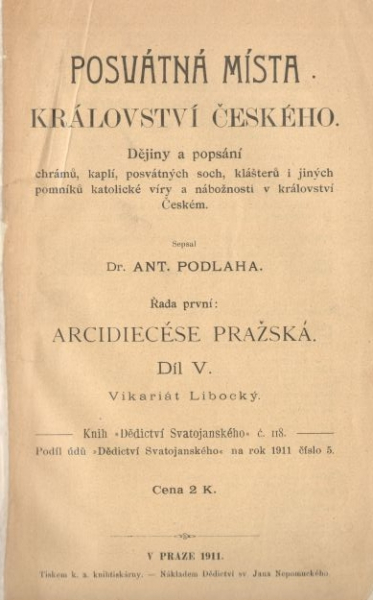 POSVÁTNÁ MÍSTA
KRÁLOVSTVÍ ČESKÉHO.
Dějiny a popsání
chrámů, kaplí, posvátných soch, klášterů i jiných
pomníků katolické víry a nábožnosti v království
Českém.
Sepsal
Dr. ANT. PODLAHA.
Řada první:
ARCIDIECÉSE PRAŽSKÁ.
Díl V.
Vikariát Libocký.
Knih »Dědictví Svatojanského« č. 118.
Podíl údů »Dědictví Svatojanského« na rok 1911 číslo 5.
Cena 2 K.
V PRAZE 1911.
Tiskem k. a. knihtiskárny. — Nákladem Dědictví sv. Jana Nepomuckého.